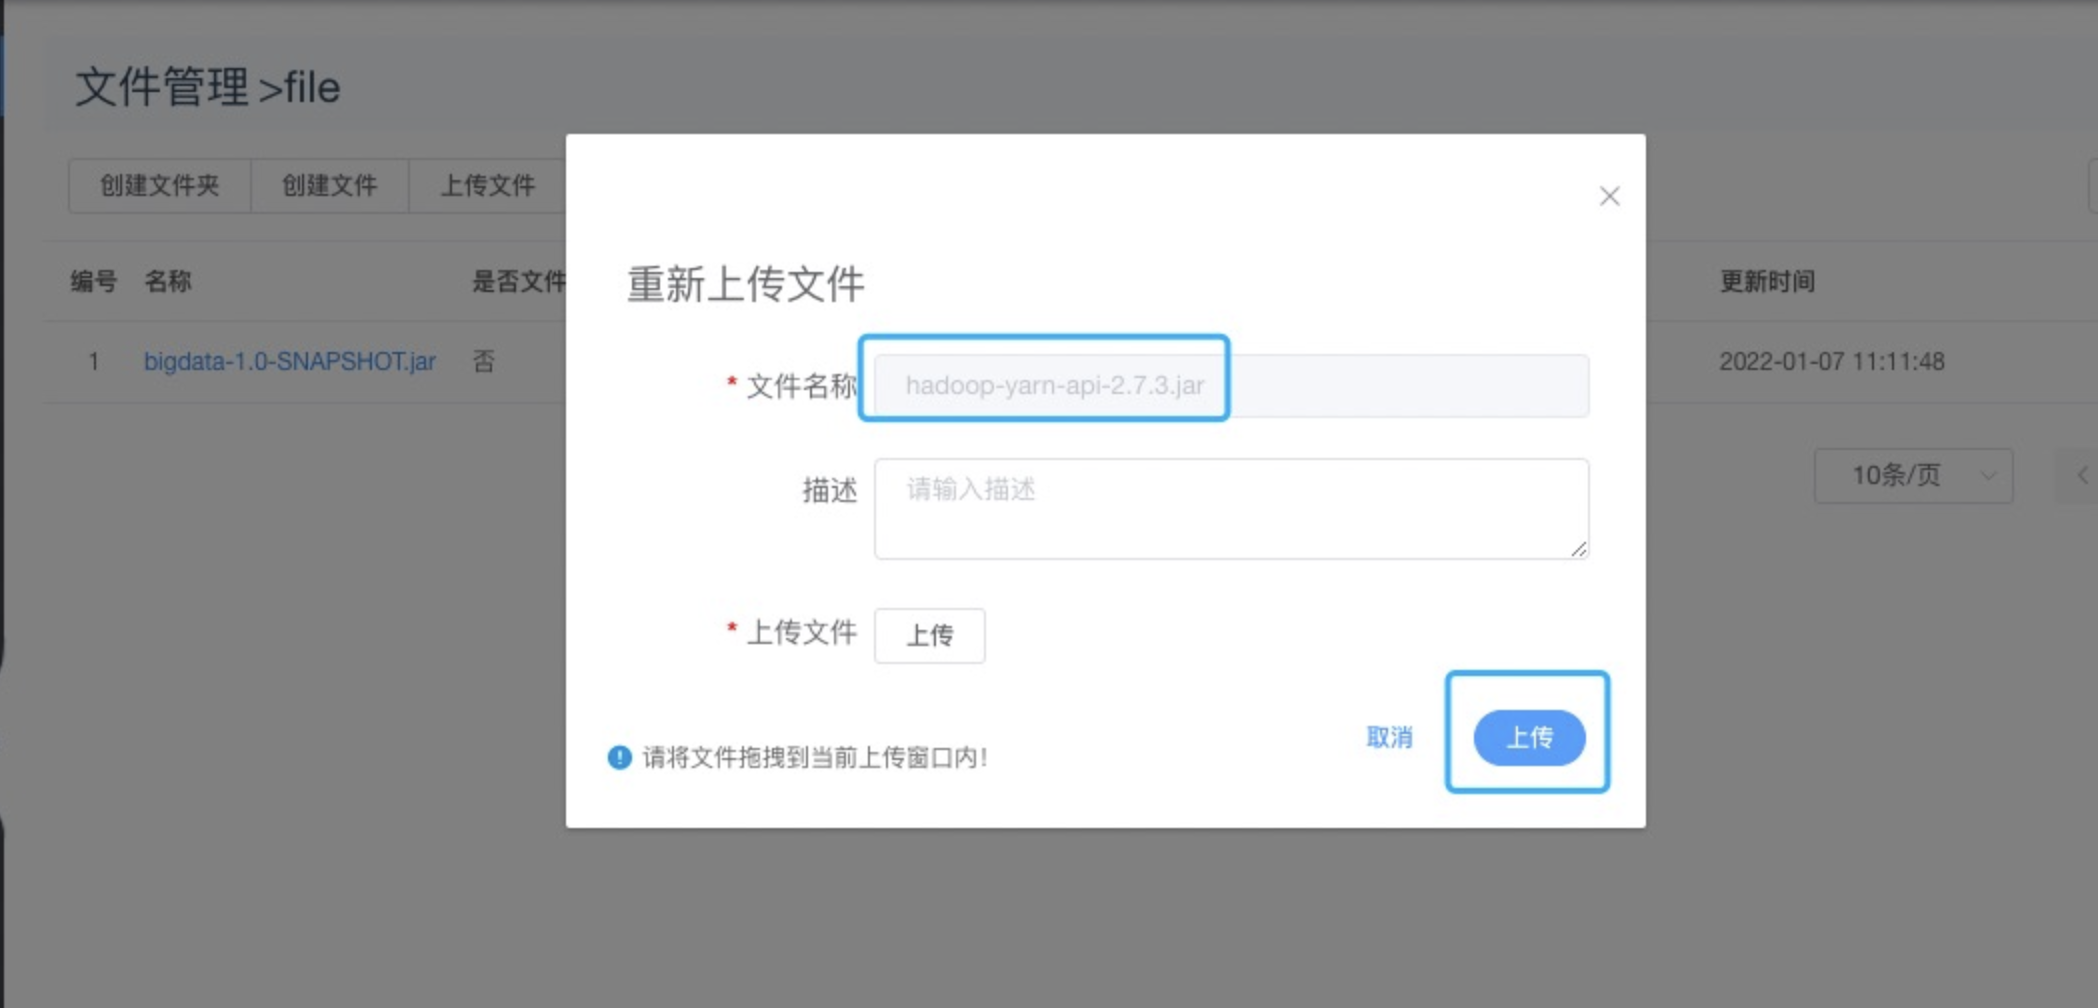 文件管理 >file
创建文件夹 创建文件 上传文件
编号 名称 是否文件 更新时间
1 bigdata-1.0-SNAPSHOT.jar 否 2022-01-07 11:11:48
10条/页
重新上传文件
* 文件名称 hadoop-yarn-api-2.7.3.jar
描述 请输入描述
* 上传文件 上传
请将文件拖拽到当前上传窗口内!
取消 上传